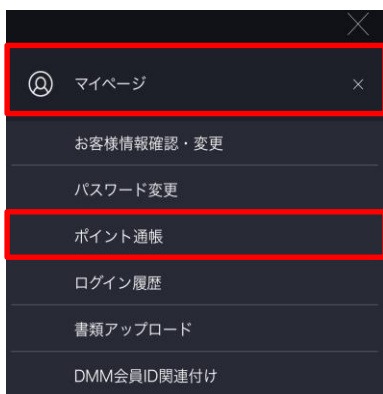 マイページ
お客様情報確認・変更
パスワード変更
ポイント通帳
ログイン履歴
書類アップロード
DMM会員ID関連付け